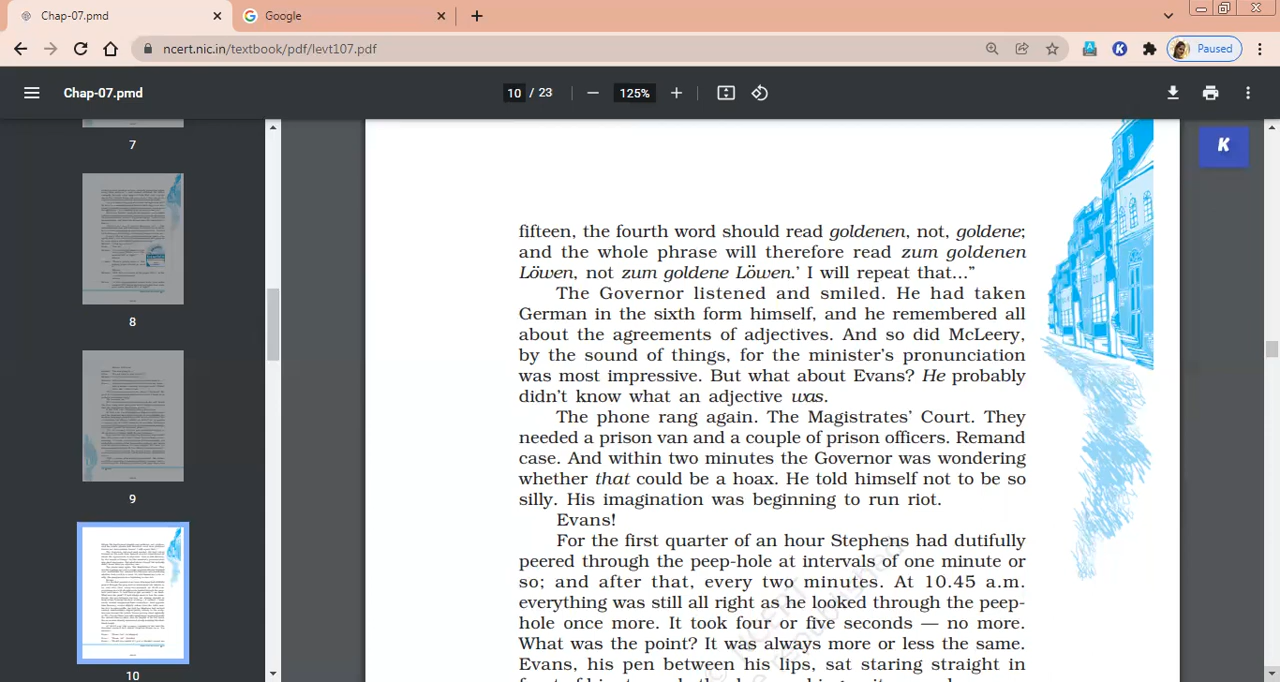 Chap-07.pmd
Google
ncert.nic.in/textbook/pdf/levt107.pdf
Paused
Chap-07.pmd
10 / 23
125%
7
8
9
10
K
fifteen, the fourth word should read goldenen, not, goldene;
and the whole phrase will therefore read zum goldenen
Löwen, not zum goldene Löwen.' I will repeat that..."
The Governor listened and smiled. He had taken
German in the sixth form himself, and he remembered all
about the agreements of adjectives. And so did McLeery,
by the sound of things, for the minister's pronunciation
was most impressive. But what about Evans? He probably
didn't know what an adjective was.
The phone rang again. The Magistrates' Court. They
needed a prison van and a couple of prison officers. Remand
case. And within two minutes the Governor was wondering
whether that could be a hoax. He told himself not to be so
silly. His imagination was beginning to run riot.
Evans!
For the first quarter of an hour Stephens had dutifully
peered through the peep-hole at intervals of one minute or
so; and after that, every two minutes. At 10.45 a.m.
everything was still all right as he looked through the peep-
hole once more. It took four or five seconds — no more.
What was the point? It was always more or less the same.
Evans, his pen between his lips, sat staring straight in